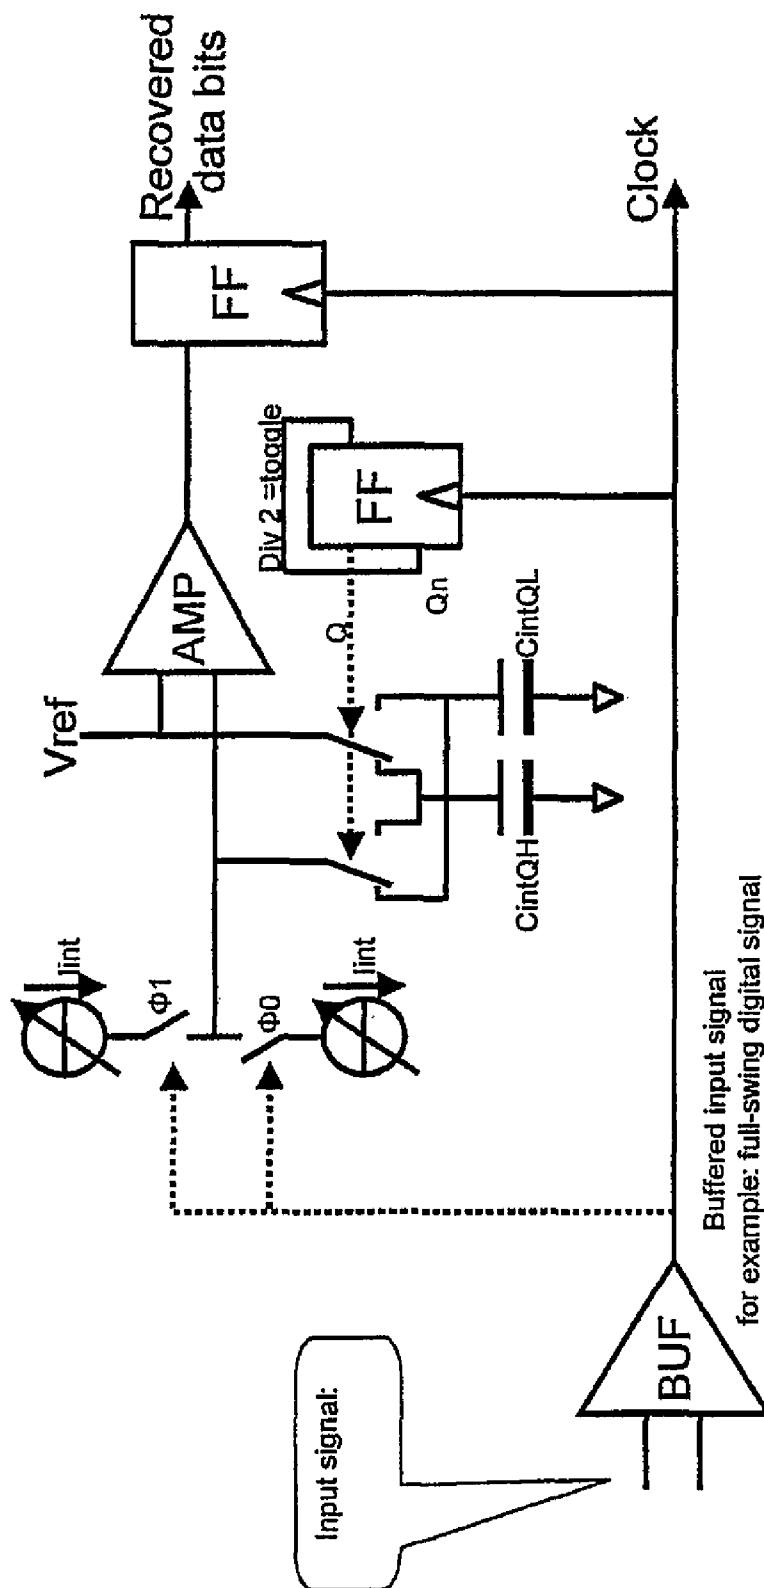 Recovered
data bits
Clock
FF
Div 2 =toggle
FF
Qn
Q
AMP
Vref
CintQL
CintQH
Iint
Φ1
Φ0
Iint
Buffered input signal
for example: full-swing digital signal
BUF
Input signal: